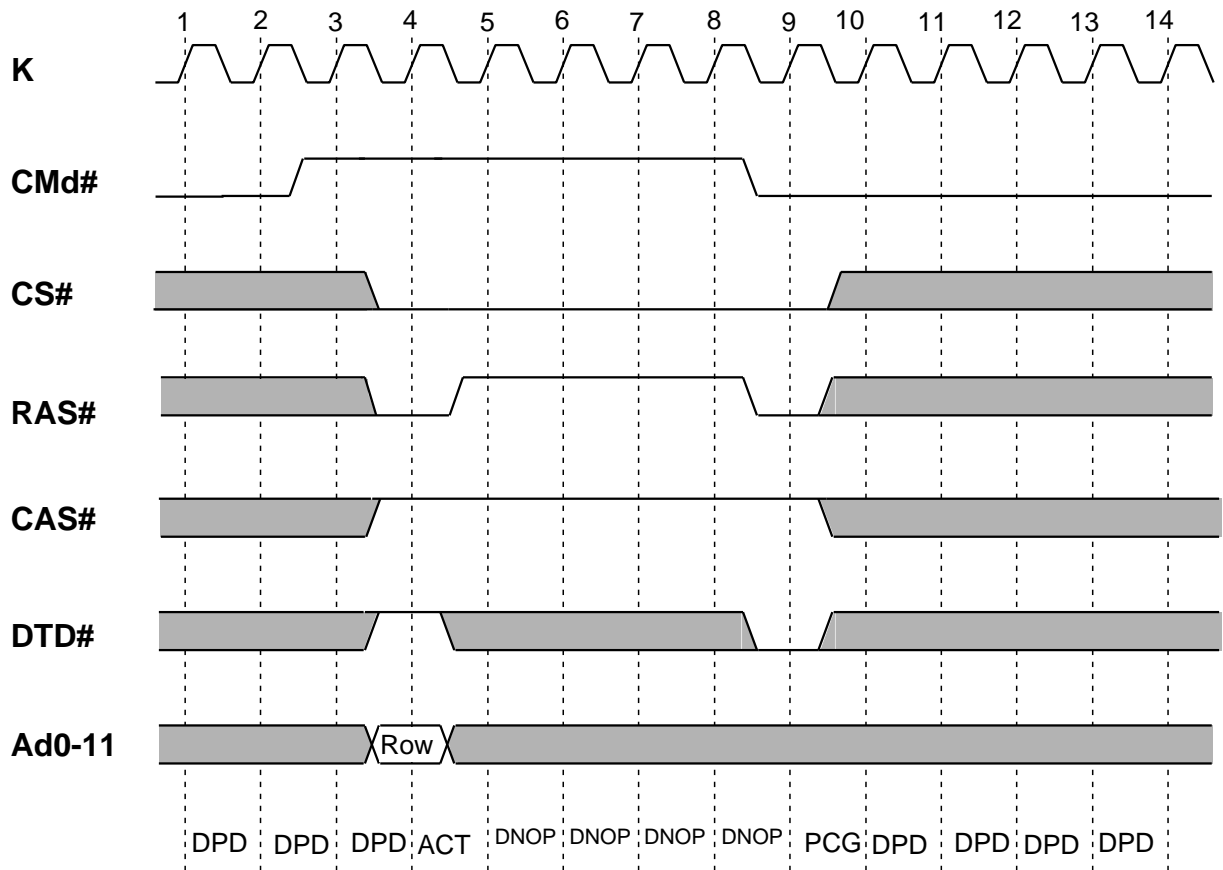 1 2 3 4 5 6 7 8 9 10 11 12 13 14
K
CMd#
CS#
RAS#
CAS#
DTD#
Ad0-11 Row
DPD DPD DPD ACT DNOP DNOP DNOP DNOP PCG DPD DPD DPD DPD